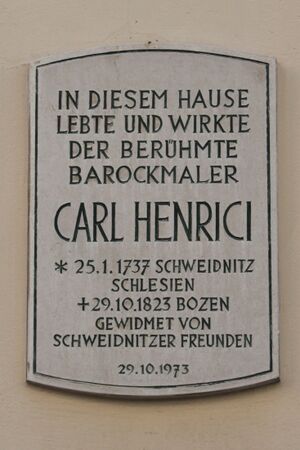 IN DIESEM HAUSE
LEBTE UND WIRKTE
DER BERÜHMTE
BAROCKMALER
CARL HENRICI
* 25.1.1737 SCHWEIDNITZ
SCHLESIEN
+ 29.10.1823 BOZEN
GEWIDMET VON
SCHWEIDNITZER FREUNDEN
29.10.1973